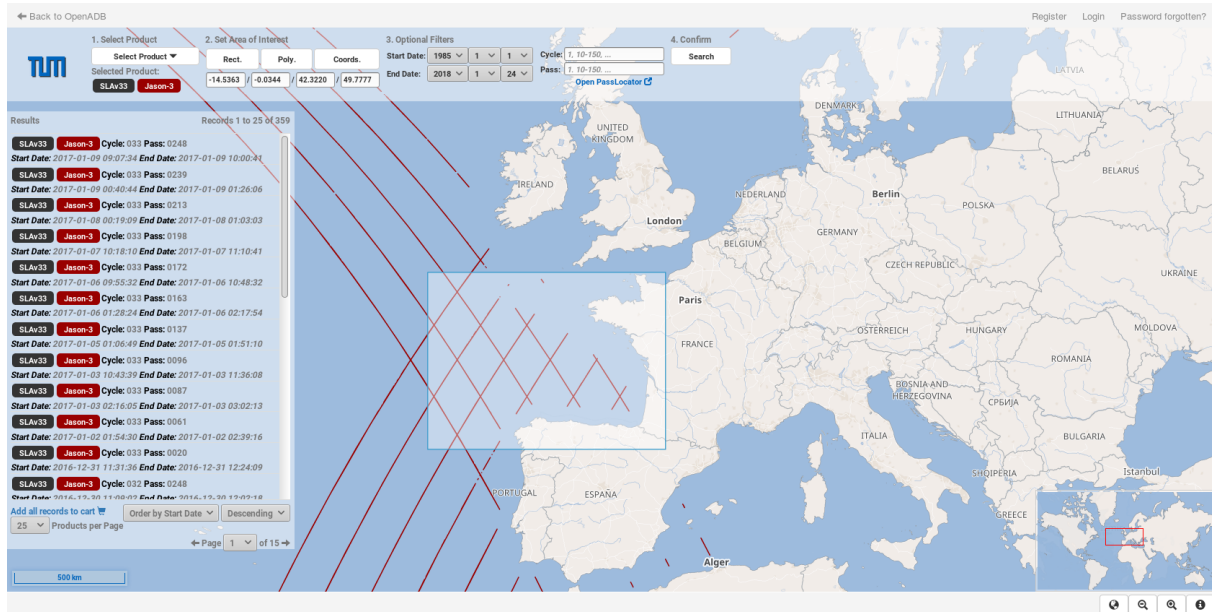 Back to OpenADB
Register Login Password forgotten?
1. Select Product
Select Product
Selected Product:
SLAv33 Jason-3
2. Set Area of Interest
Rect. Poly. Coords.
-14.5363 / -0.0344 / 42.3220 / 49.7777
3. Optional Filters
Start Date: 1985 1 1 Cycle: 1, 10-150, ...
End Date: 2018 1 24 Pass: 1, 10-150, ...
Open PassLocator
4. Confirm
Search
TUM
Results Records 1 to 25 of 359
SLAv33 Jason-3 Cycle: 033 Pass: 0248
Start Date: 2017-01-09 09:07:34 End Date: 2017-01-09 10:00:41
SLAv33 Jason-3 Cycle: 033 Pass: 0239
Start Date: 2017-01-09 00:40:44 End Date: 2017-01-09 01:26:06
SLAv33 Jason-3 Cycle: 033 Pass: 0213
Start Date: 2017-01-08 00:19:09 End Date: 2017-01-08 01:03:03
SLAv33 Jason-3 Cycle: 033 Pass: 0198
Start Date: 2017-01-07 10:18:10 End Date: 2017-01-07 11:10:41
SLAv33 Jason-3 Cycle: 033 Pass: 0172
Start Date: 2017-01-06 09:55:32 End Date: 2017-01-06 10:48:32
SLAv33 Jason-3 Cycle: 033 Pass: 0163
Start Date: 2017-01-06 01:28:24 End Date: 2017-01-06 02:17:54
SLAv33 Jason-3 Cycle: 033 Pass: 0137
Start Date: 2017-01-05 01:06:49 End Date: 2017-01-05 01:51:10
SLAv33 Jason-3 Cycle: 033 Pass: 0096
Start Date: 2017-01-03 10:43:39 End Date: 2017-01-03 11:36:08
SLAv33 Jason-3 Cycle: 033 Pass: 0087
Start Date: 2017-01-03 02:16:05 End Date: 2017-01-03 03:02:13
SLAv33 Jason-3 Cycle: 033 Pass: 0061
Start Date: 2017-01-02 01:54:30 End Date: 2017-01-02 02:39:16
SLAv33 Jason-3 Cycle: 033 Pass: 0020
Start Date: 2016-12-31 11:31:36 End Date: 2016-12-31 12:24:09
SLAv33 Jason-3 Cycle: 032 Pass: 0248
Start Date: 2016-12-30 11:09:02 End Date: 2016-12-30 12:02:18
Add all records to cart Order by Start Date Descending
25 Products per Page
Page 1 of 15
500 km
LATVIA
DENMARK
LITHUANIA
UNITED
KINGDOM
BELARUS
IRELAND
NEDERLAND
Berlin
POLSKA
London
GERMANY
BELGIUM
CZECH REPUBLIC
UKRAINE
Paris
FRANCE
ÖSTERREICH
HUNGARY
MOLDOVA
ROMANIA
BOSNIA AND
HERZEGOVINA
СРБИЈА
ITALIA
BULGARIA
SHQIPËRIA
Istanbul
PORTUGAL
ESPAÑA
GREECE
Alger